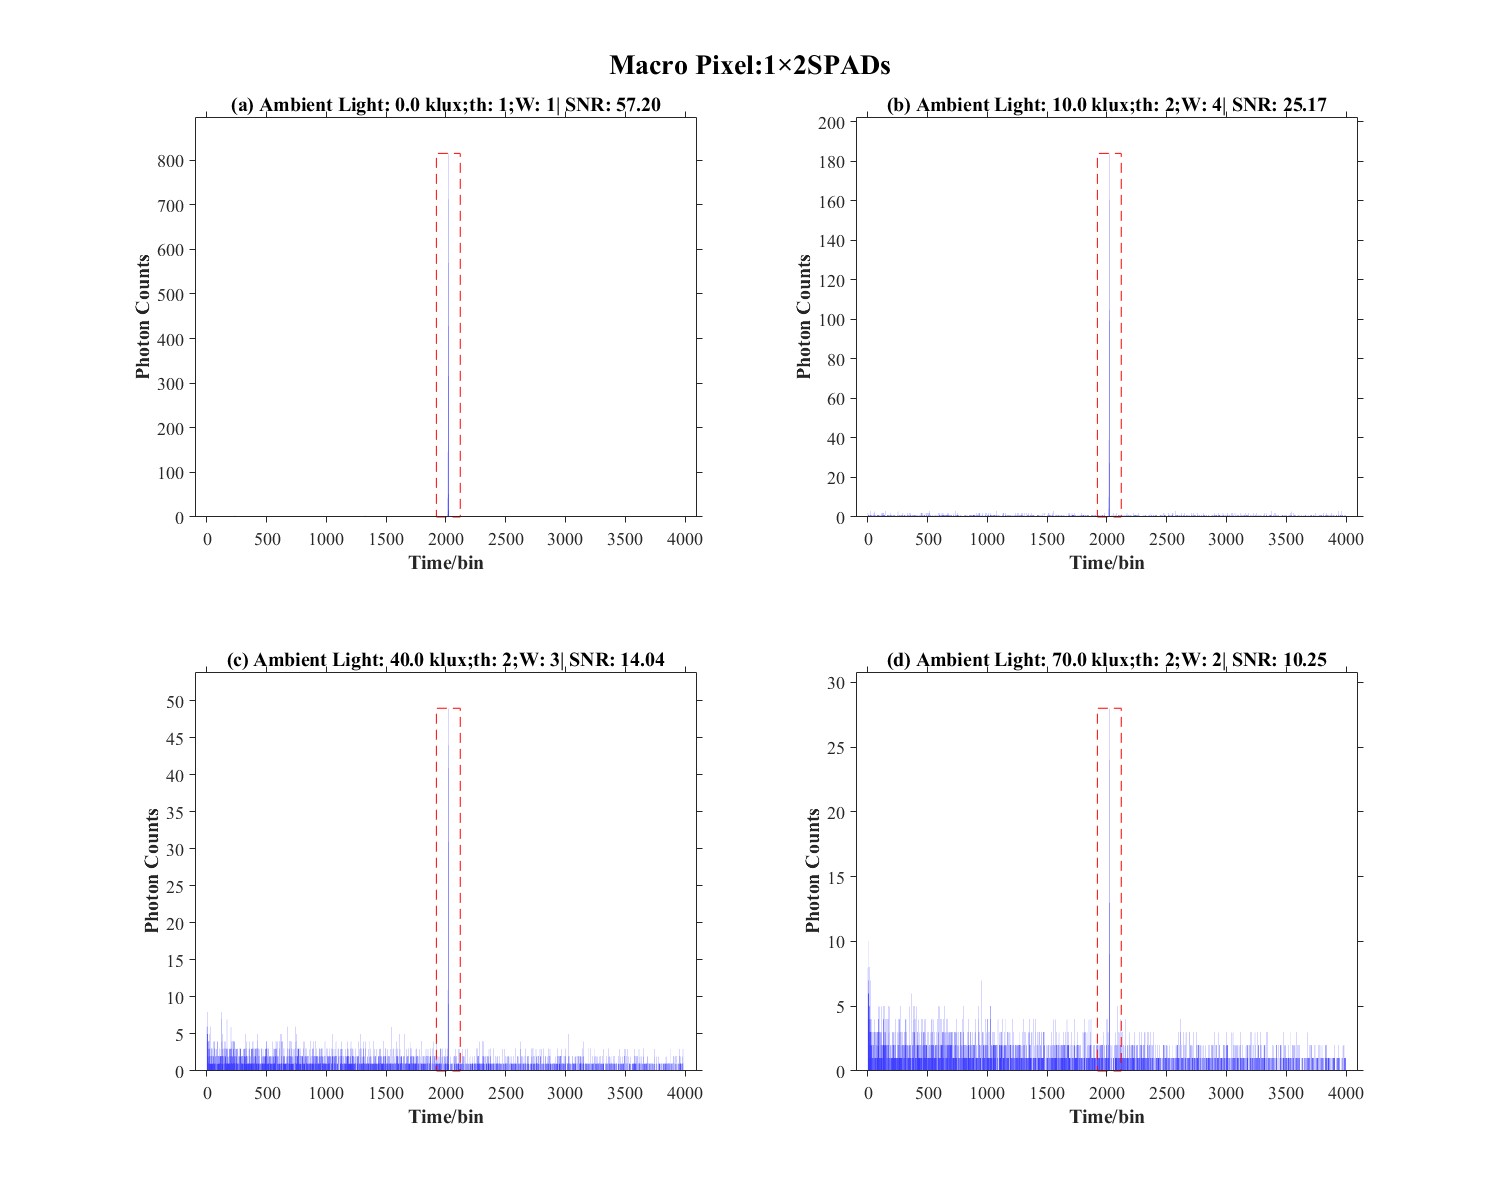 Macro Pixel:1×2SPADs
(a) Ambient Light: 0.0 klux;th: 1;W: 1| SNR: 57.20
800
700
600
500
400
300
200
100
0
Photon Counts
0 500 1000 1500 2000 2500 3000 3500 4000
Time/bin
(b) Ambient Light: 10.0 klux;th: 2;W: 4| SNR: 25.17
200
180
160
140
120
100
80
60
40
20
0
Photon Counts
0 500 1000 1500 2000 2500 3000 3500 4000
Time/bin
(c) Ambient Light: 40.0 klux;th: 2;W: 3| SNR: 14.04
50
45
40
35
30
25
20
15
10
5
0
Photon Counts
0 500 1000 1500 2000 2500 3000 3500 4000
Time/bin
(d) Ambient Light: 70.0 klux;th: 2;W: 2| SNR: 10.25
30
25
20
15
10
5
0
Photon Counts
0 500 1000 1500 2000 2500 3000 3500 4000
Time/bin